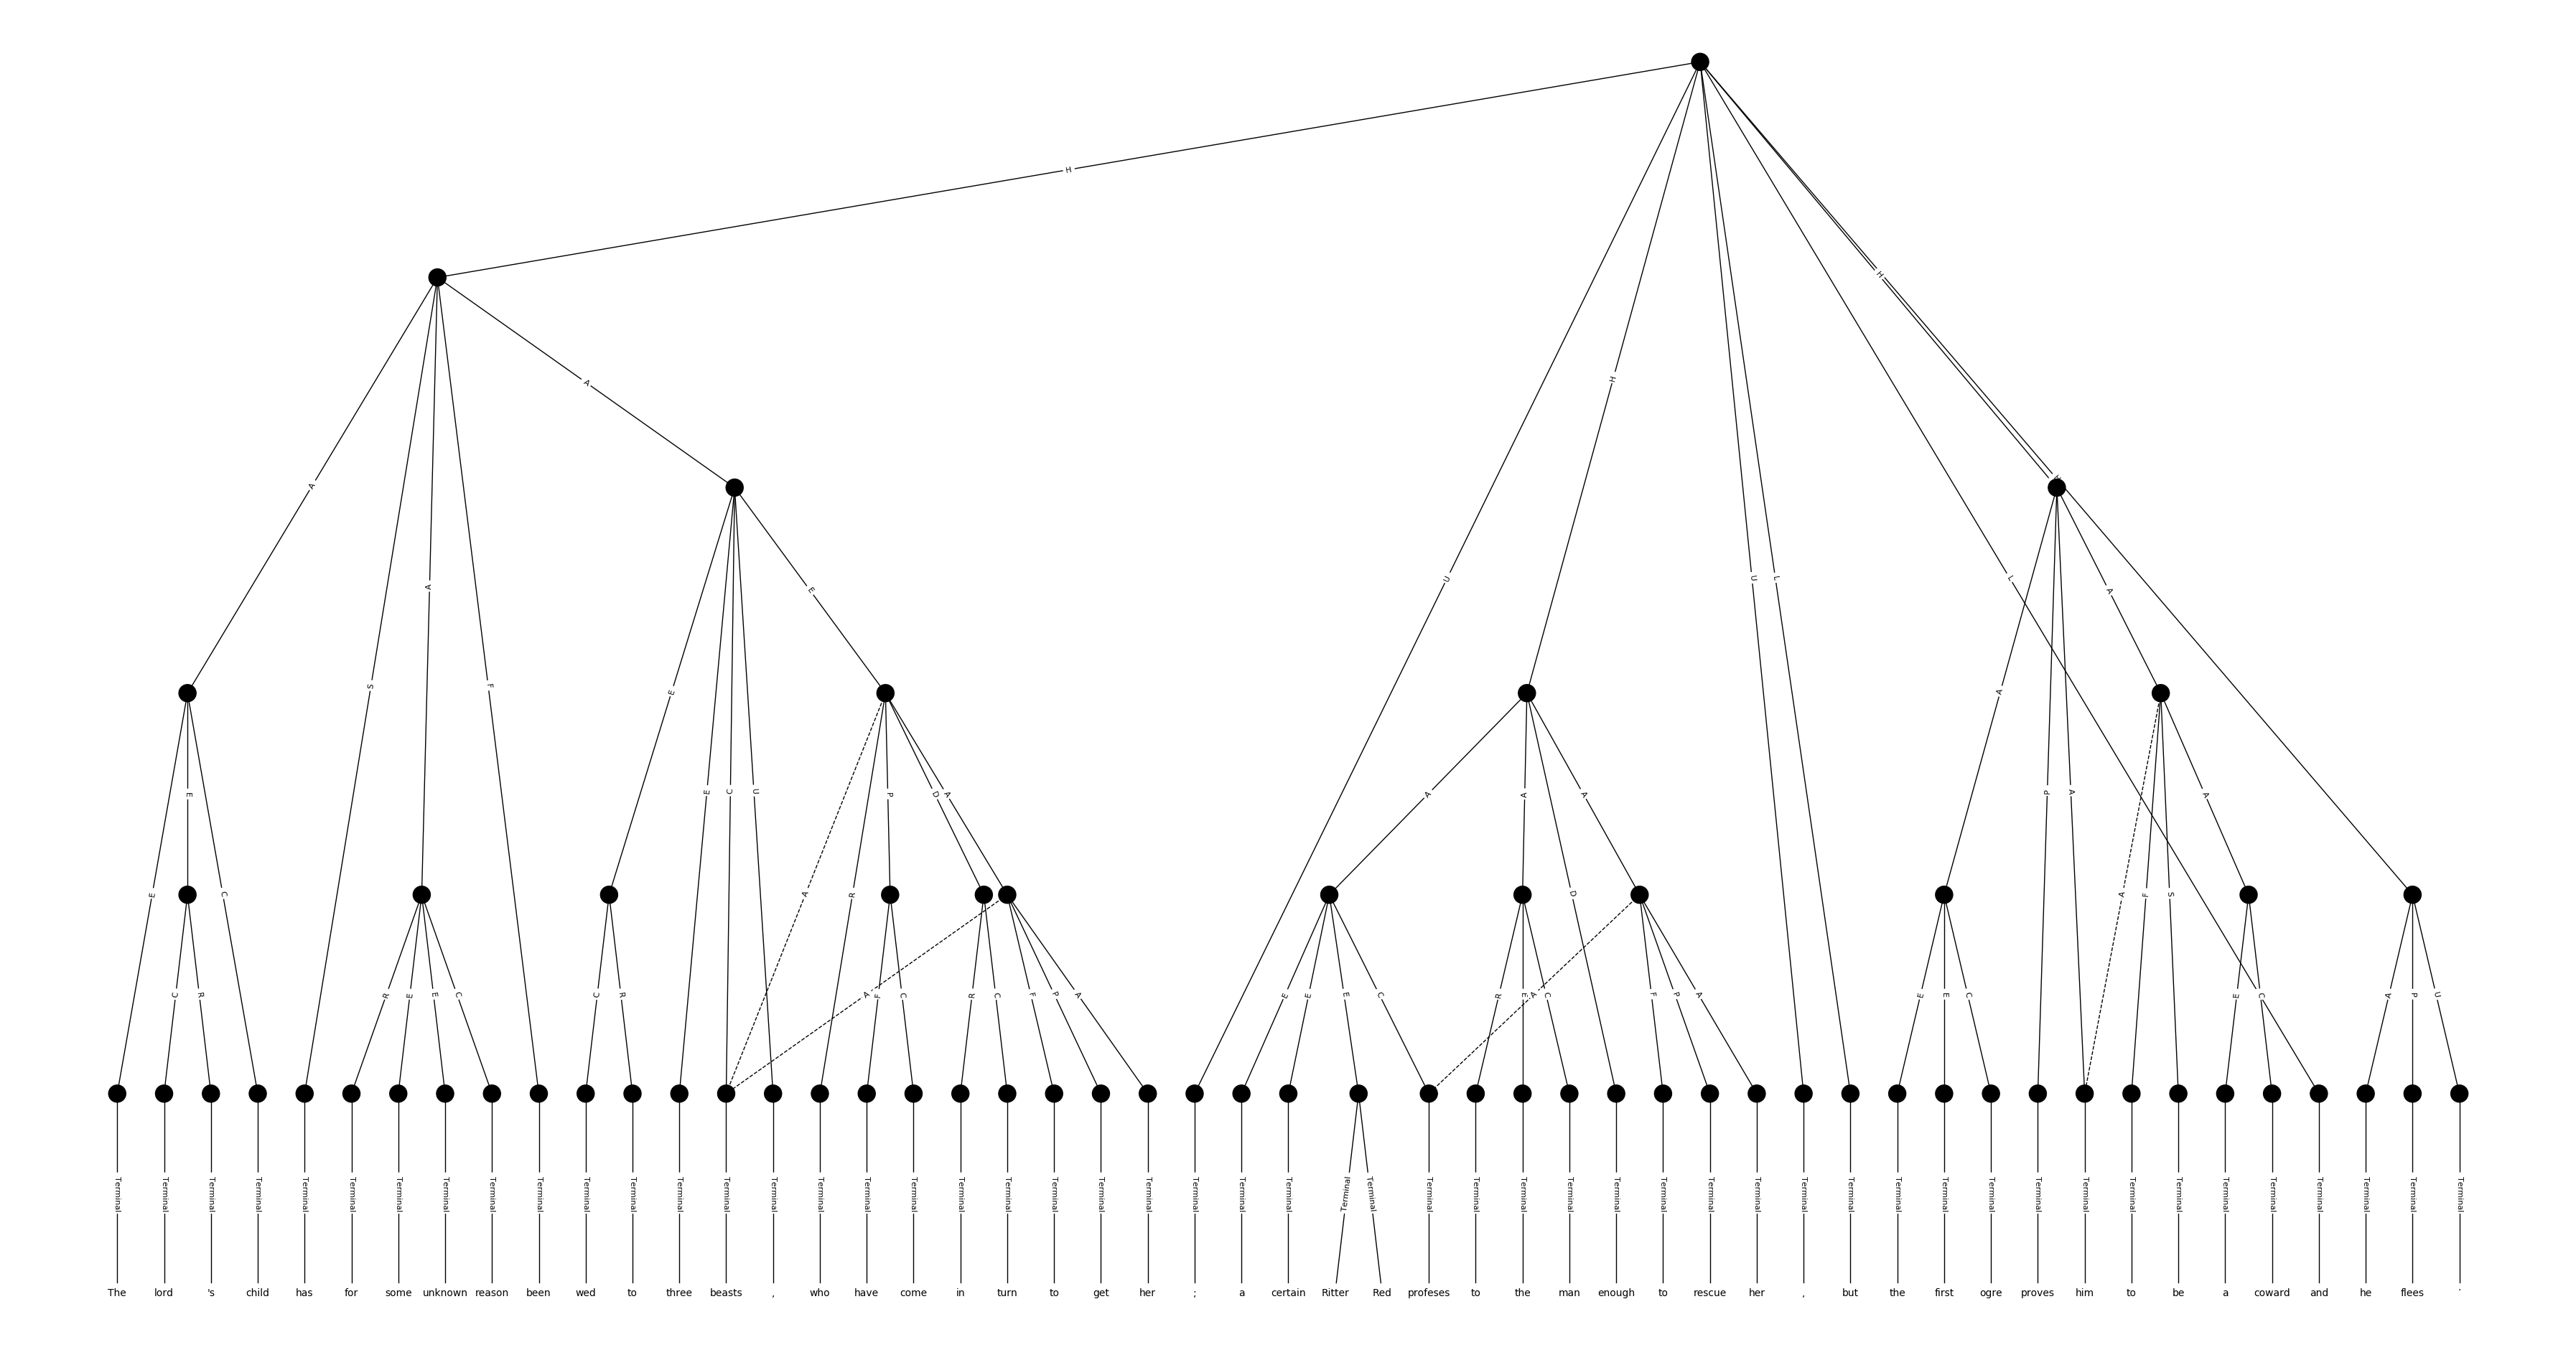 H
H
A
A
U
H
U
L
L
A
S
A
F
E
E
A
A
E
E
C
R
C
E
C
U
A
R
P
D
A
A
A
D
A
P
A
A
F
S
A
C
R
R
E
E
C
C
R
A
F
C
R
C
F
P
A
E
E
E
C
R
E
A
C
F
P
A
E
E
C
E
C
A
P
U
Terminal Terminal Terminal Terminal Terminal Terminal Terminal Terminal Terminal Terminal Terminal Terminal Terminal Terminal Terminal Terminal Terminal Terminal Terminal Terminal Terminal Terminal Terminal Terminal Terminal Terminal Terminal Terminal Terminal Terminal Terminal Terminal Terminal Terminal Terminal Terminal Terminal Terminal Terminal Terminal Terminal Terminal Terminal Terminal Terminal Terminal Terminal Terminal Terminal Terminal Terminal
The lord 's child has for some unknown reason been wed to three beasts , who have come in turn to get her ; a certain Ritter Red profeses to the man enough to rescue her , but the first ogre proves him to be a coward and he flees .